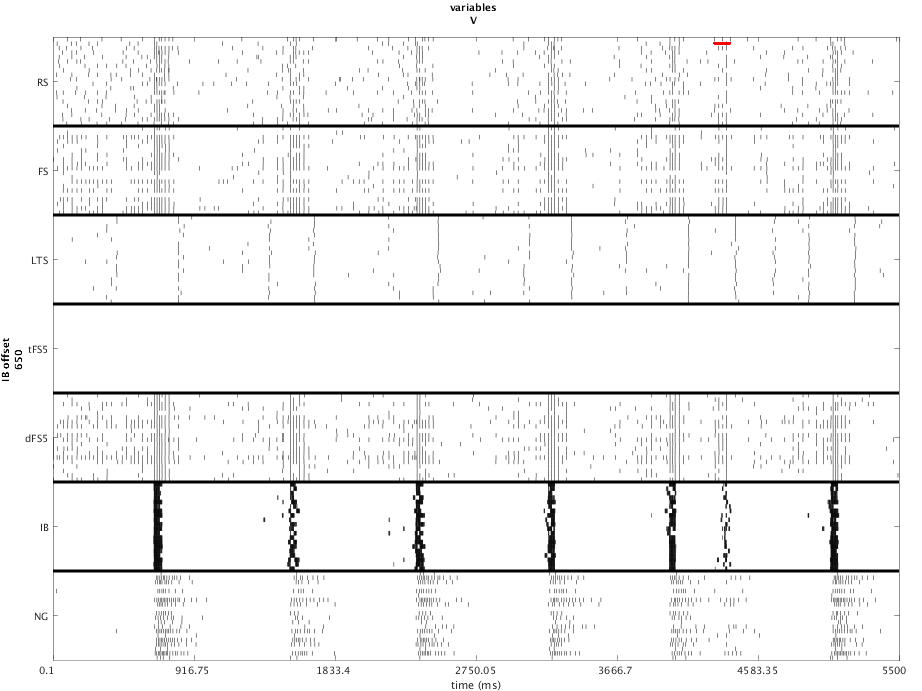 variables
V
RS
FS
LTS
tFS5
dFS5
IB
NG
IB offset
650
0.1 916.75 1833.4 2750.05 3666.7 4583.35 5500
time (ms)